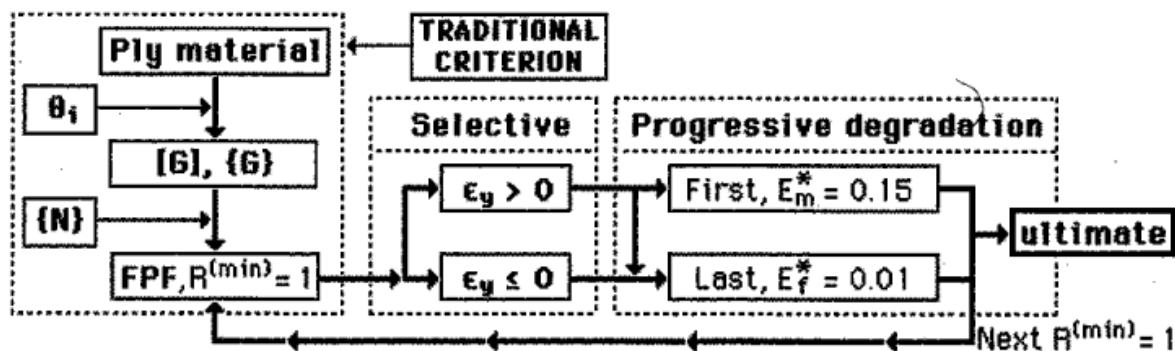 Ply material
TRADITIONAL
CRITERION
θi
[G], {G}
{N}
FPF, R(min) = 1
Selective
εy > 0
εy ≤ 0
Progressive degradation
First, E*m = 0.15
Last, E*f = 0.01
ultimate
Next R(min) = 1